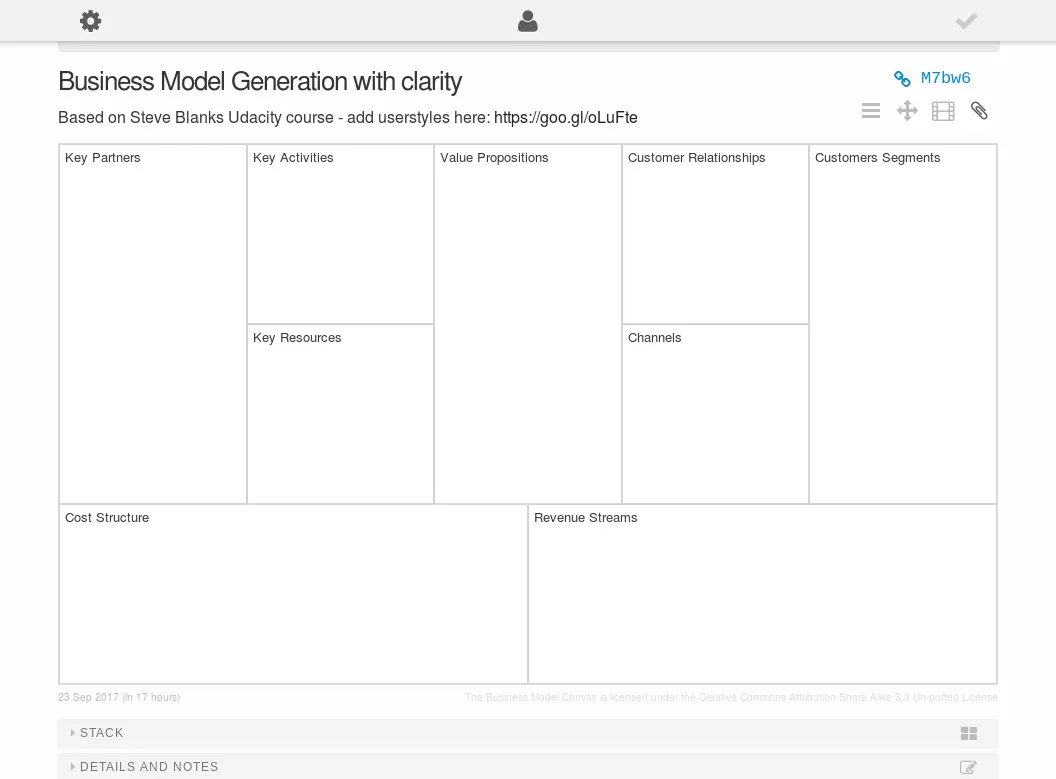 Business Model Generation with clarity
M7bw6
Based on Steve Blanks Udacity course - add userstyles here: https://goo.gl/oLuFte
Key Partners
Key Activities
Value Propositions
Customer Relationships
Customers Segments
Key Resources
Channels
Cost Structure
Revenue Streams
23 Sep 2017 (in 17 hours)
The Business Model Canvas is licensed under the Creative Commons Attribution-Share Alike 3.0 Un-ported License
STACK
DETAILS AND NOTES